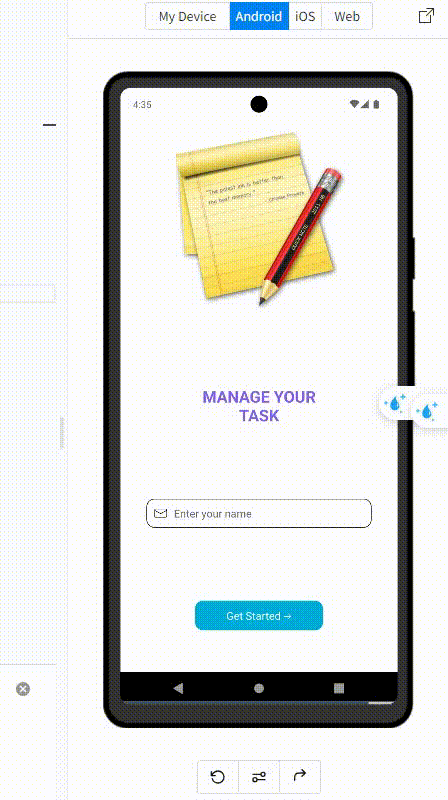 My Device
Android
iOS
Web
4:35
"The palest ink is better than
the best memory."
Chinese Proverb
MANAGE YOUR
TASK
Enter your name
Get Started →